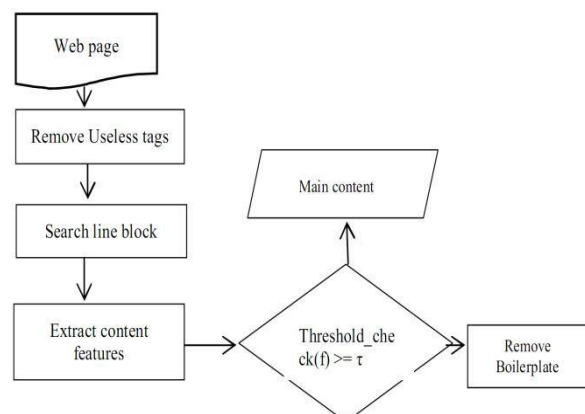 Web page
Remove Useless tags
Search line block
Extract content
features
Main content
Threshold_che
ck(f) >= τ
Remove
Boilerplate